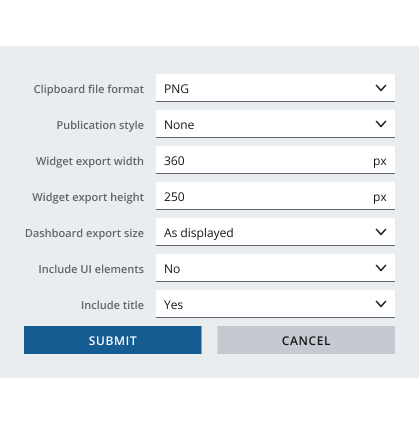 Clipboard file format PNG
Publication style None
Widget export width 360 px
Widget export height 250 px
Dashboard export size As displayed
Include UI elements No
Include title Yes
SUBMIT CANCEL